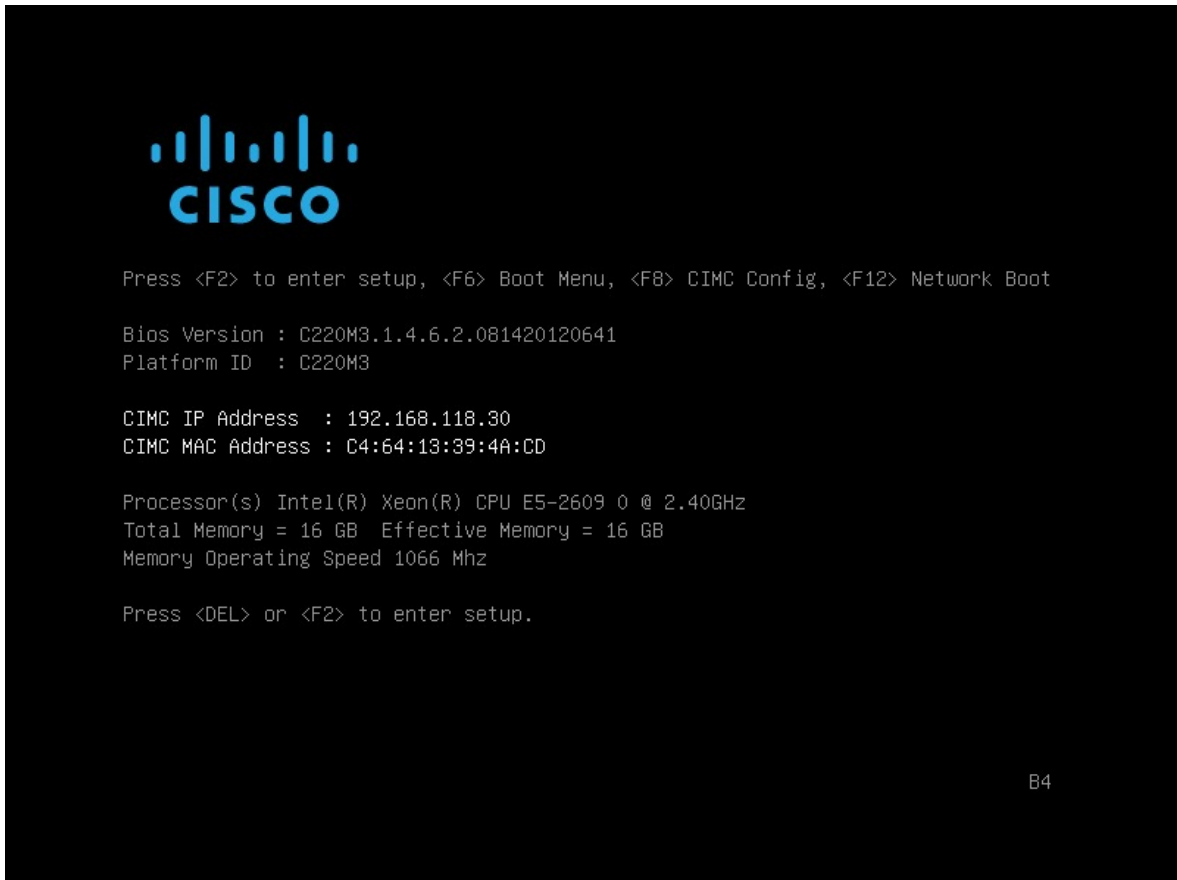 CISCO
Press <F2> to enter setup, <F6> Boot Menu, <F8> CIMC Config, <F12> Network Boot
Bios Version : C220M3.1.4.6.2.081420120641
Platform ID  : C220M3
CIMC IP Address  : 192.168.118.30
CIMC MAC Address : C4:64:13:39:4A:CD
Processor(s) Intel(R) Xeon(R) CPU E5-2609 0 @ 2.40GHz
Total Memory = 16 GB  Effective Memory = 16 GB
Memory Operating Speed 1066 Mhz
Press <DEL> or <F2> to enter setup.
B4